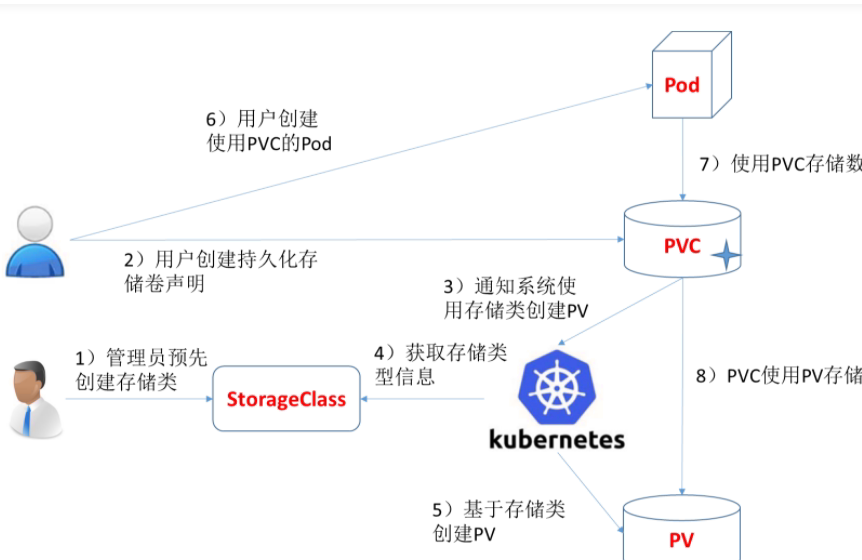 Pod
6）用户创建
使用PVC的Pod
7）使用PVC存储数
PVC
2）用户创建持久化存
储卷声明
3）通知系统使
用存储类创建PV
1）管理员预先
创建存储类
4）获取存储类
型信息
StorageClass
8）PVC使用PV存储
kubernetes
5）基于存储类
创建PV
PV